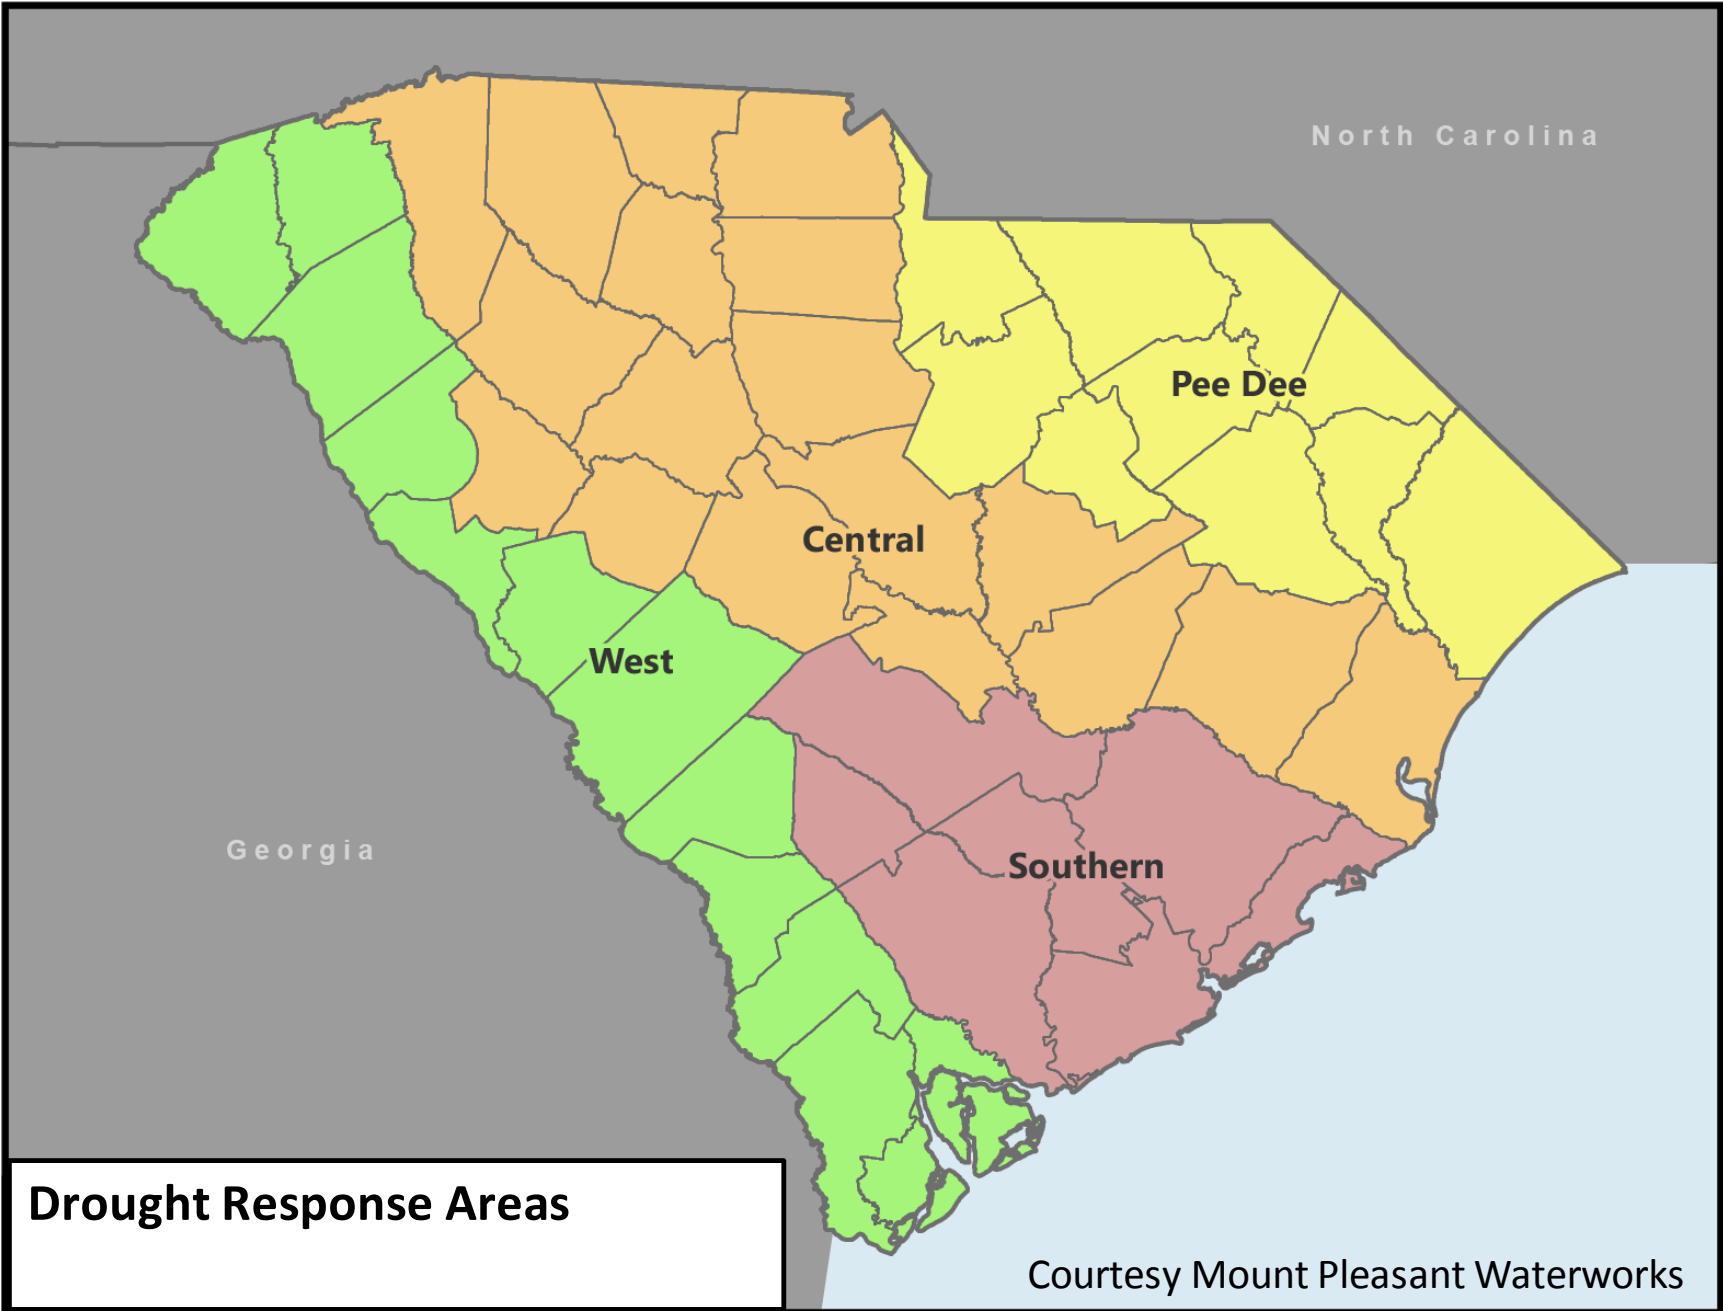 North Carolina
Pee Dee
Central
West
Georgia
Southern
Drought Response Areas
Courtesy Mount Pleasant Waterworks